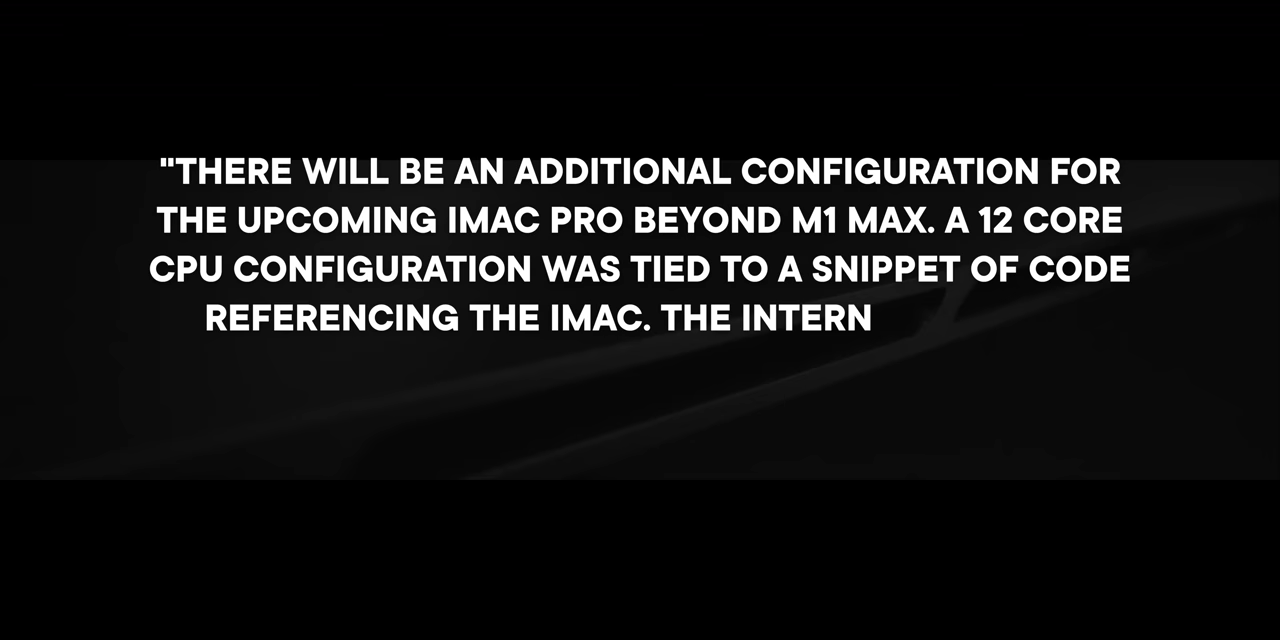 "THERE WILL BE AN ADDITIONAL CONFIGURATION FOR
THE UPCOMING IMAC PRO BEYOND M1 MAX. A 12 CORE
CPU CONFIGURATION WAS TIED TO A SNIPPET OF CODE
REFERENCING THE IMAC. THE INTERN